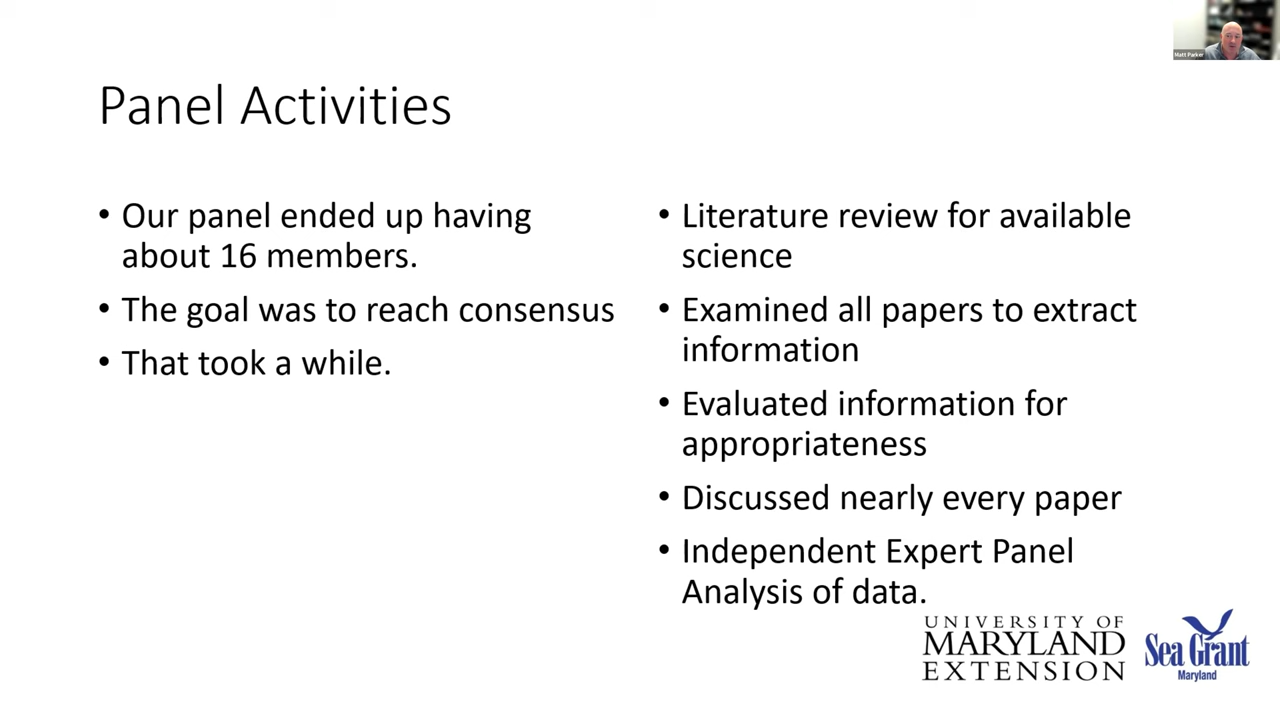 Matt Parker
Panel Activities
• Our panel ended up having
about 16 members.
• The goal was to reach consensus
• That took a while.
• Literature review for available
science
• Examined all papers to extract
information
• Evaluated information for
appropriateness
• Discussed nearly every paper
• Independent Expert Panel
Analysis of data.
UNIVERSITY OF
MARYLAND
EXTENSION
Sea Grant
Maryland